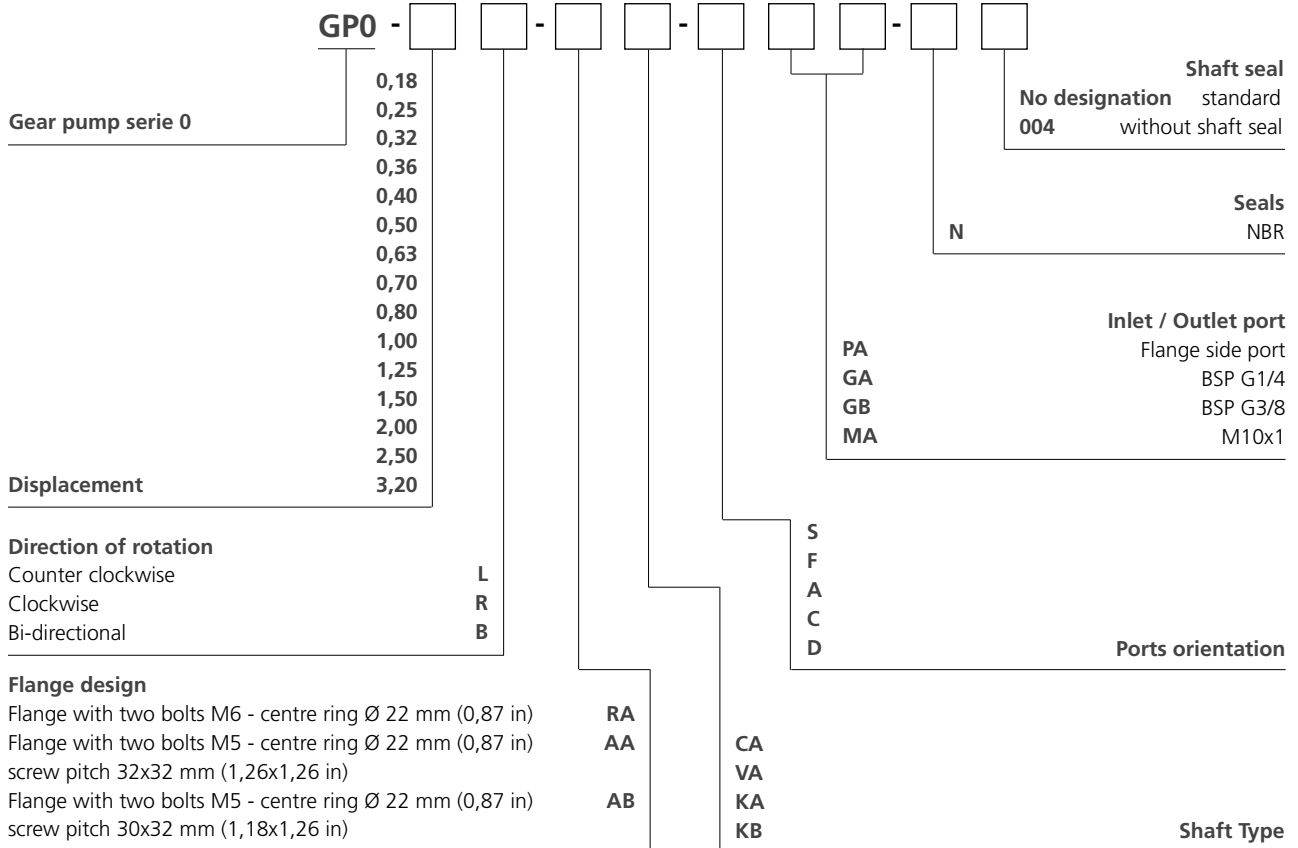 GP0 - - - -
Shaft seal
No designation standard
004 without shaft seal
Gear pump serie 0
0,18
0,25
0,32
0,36
0,40
0,50
0,63
0,70
0,80
1,00
1,25
1,50
2,00
2,50
3,20
Displacement
Seals
N NBR
Inlet / Outlet port
PA Flange side port
GA BSP G1/4
GB BSP G3/8
MA M10x1
Direction of rotation
Counter clockwise L
Clockwise R
Bi-directional B
S
F
A
C
D Ports orientation
Flange design
Flange with two bolts M6 - centre ring Ø 22 mm (0,87 in) RA
Flange with two bolts M5 - centre ring Ø 22 mm (0,87 in) AA
screw pitch 32x32 mm (1,26x1,26 in)
Flange with two bolts M5 - centre ring Ø 22 mm (0,87 in) AB
screw pitch 30x32 mm (1,18x1,26 in)
CA
VA
KA
KB Shaft Type